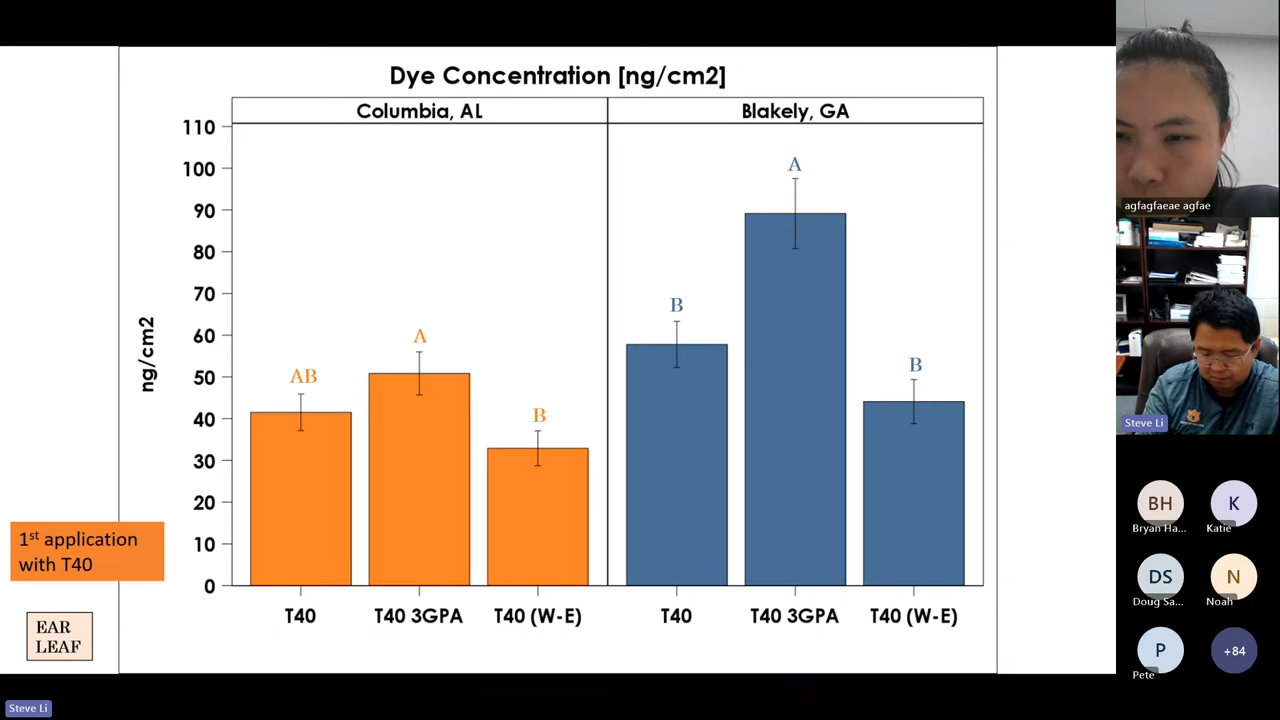 Dye Concentration [ng/cm2]
Columbia, AL
Blakely, GA
110
100
90
80
70
60
50
40
30
20
10
0
ng/cm2
AB
A
B
B
A
B
T40
T40 3GPA
T40 (W-E)
T40
T40 3GPA
T40 (W-E)
1st application
with T40
EAR
LEAF
agfagfaeae agfae
Steve Li
BH
Bryan Ha...
K
Katie
DS
Doug Sa...
N
Noah
P
Pete
+84
Steve Li